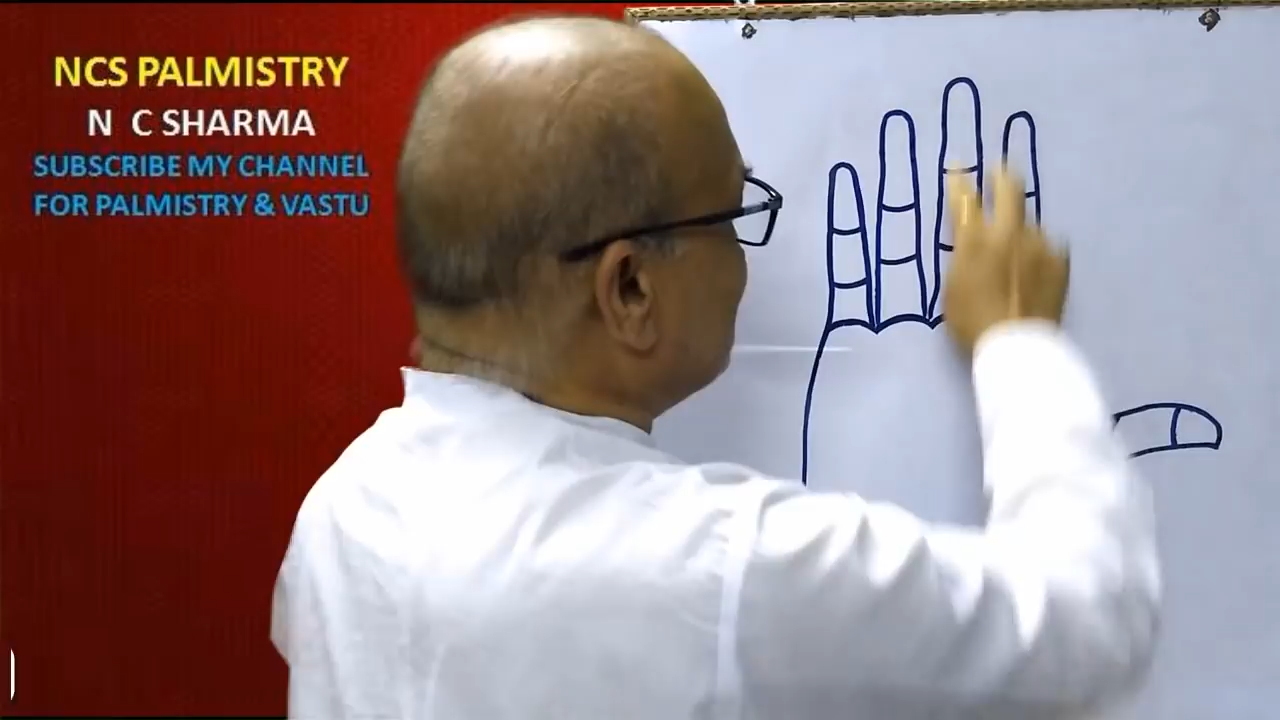 NCS PALMISTRY
N C SHARMA
SUBSCRIBE MY CHANNEL
FOR PALMISTRY & VASTU